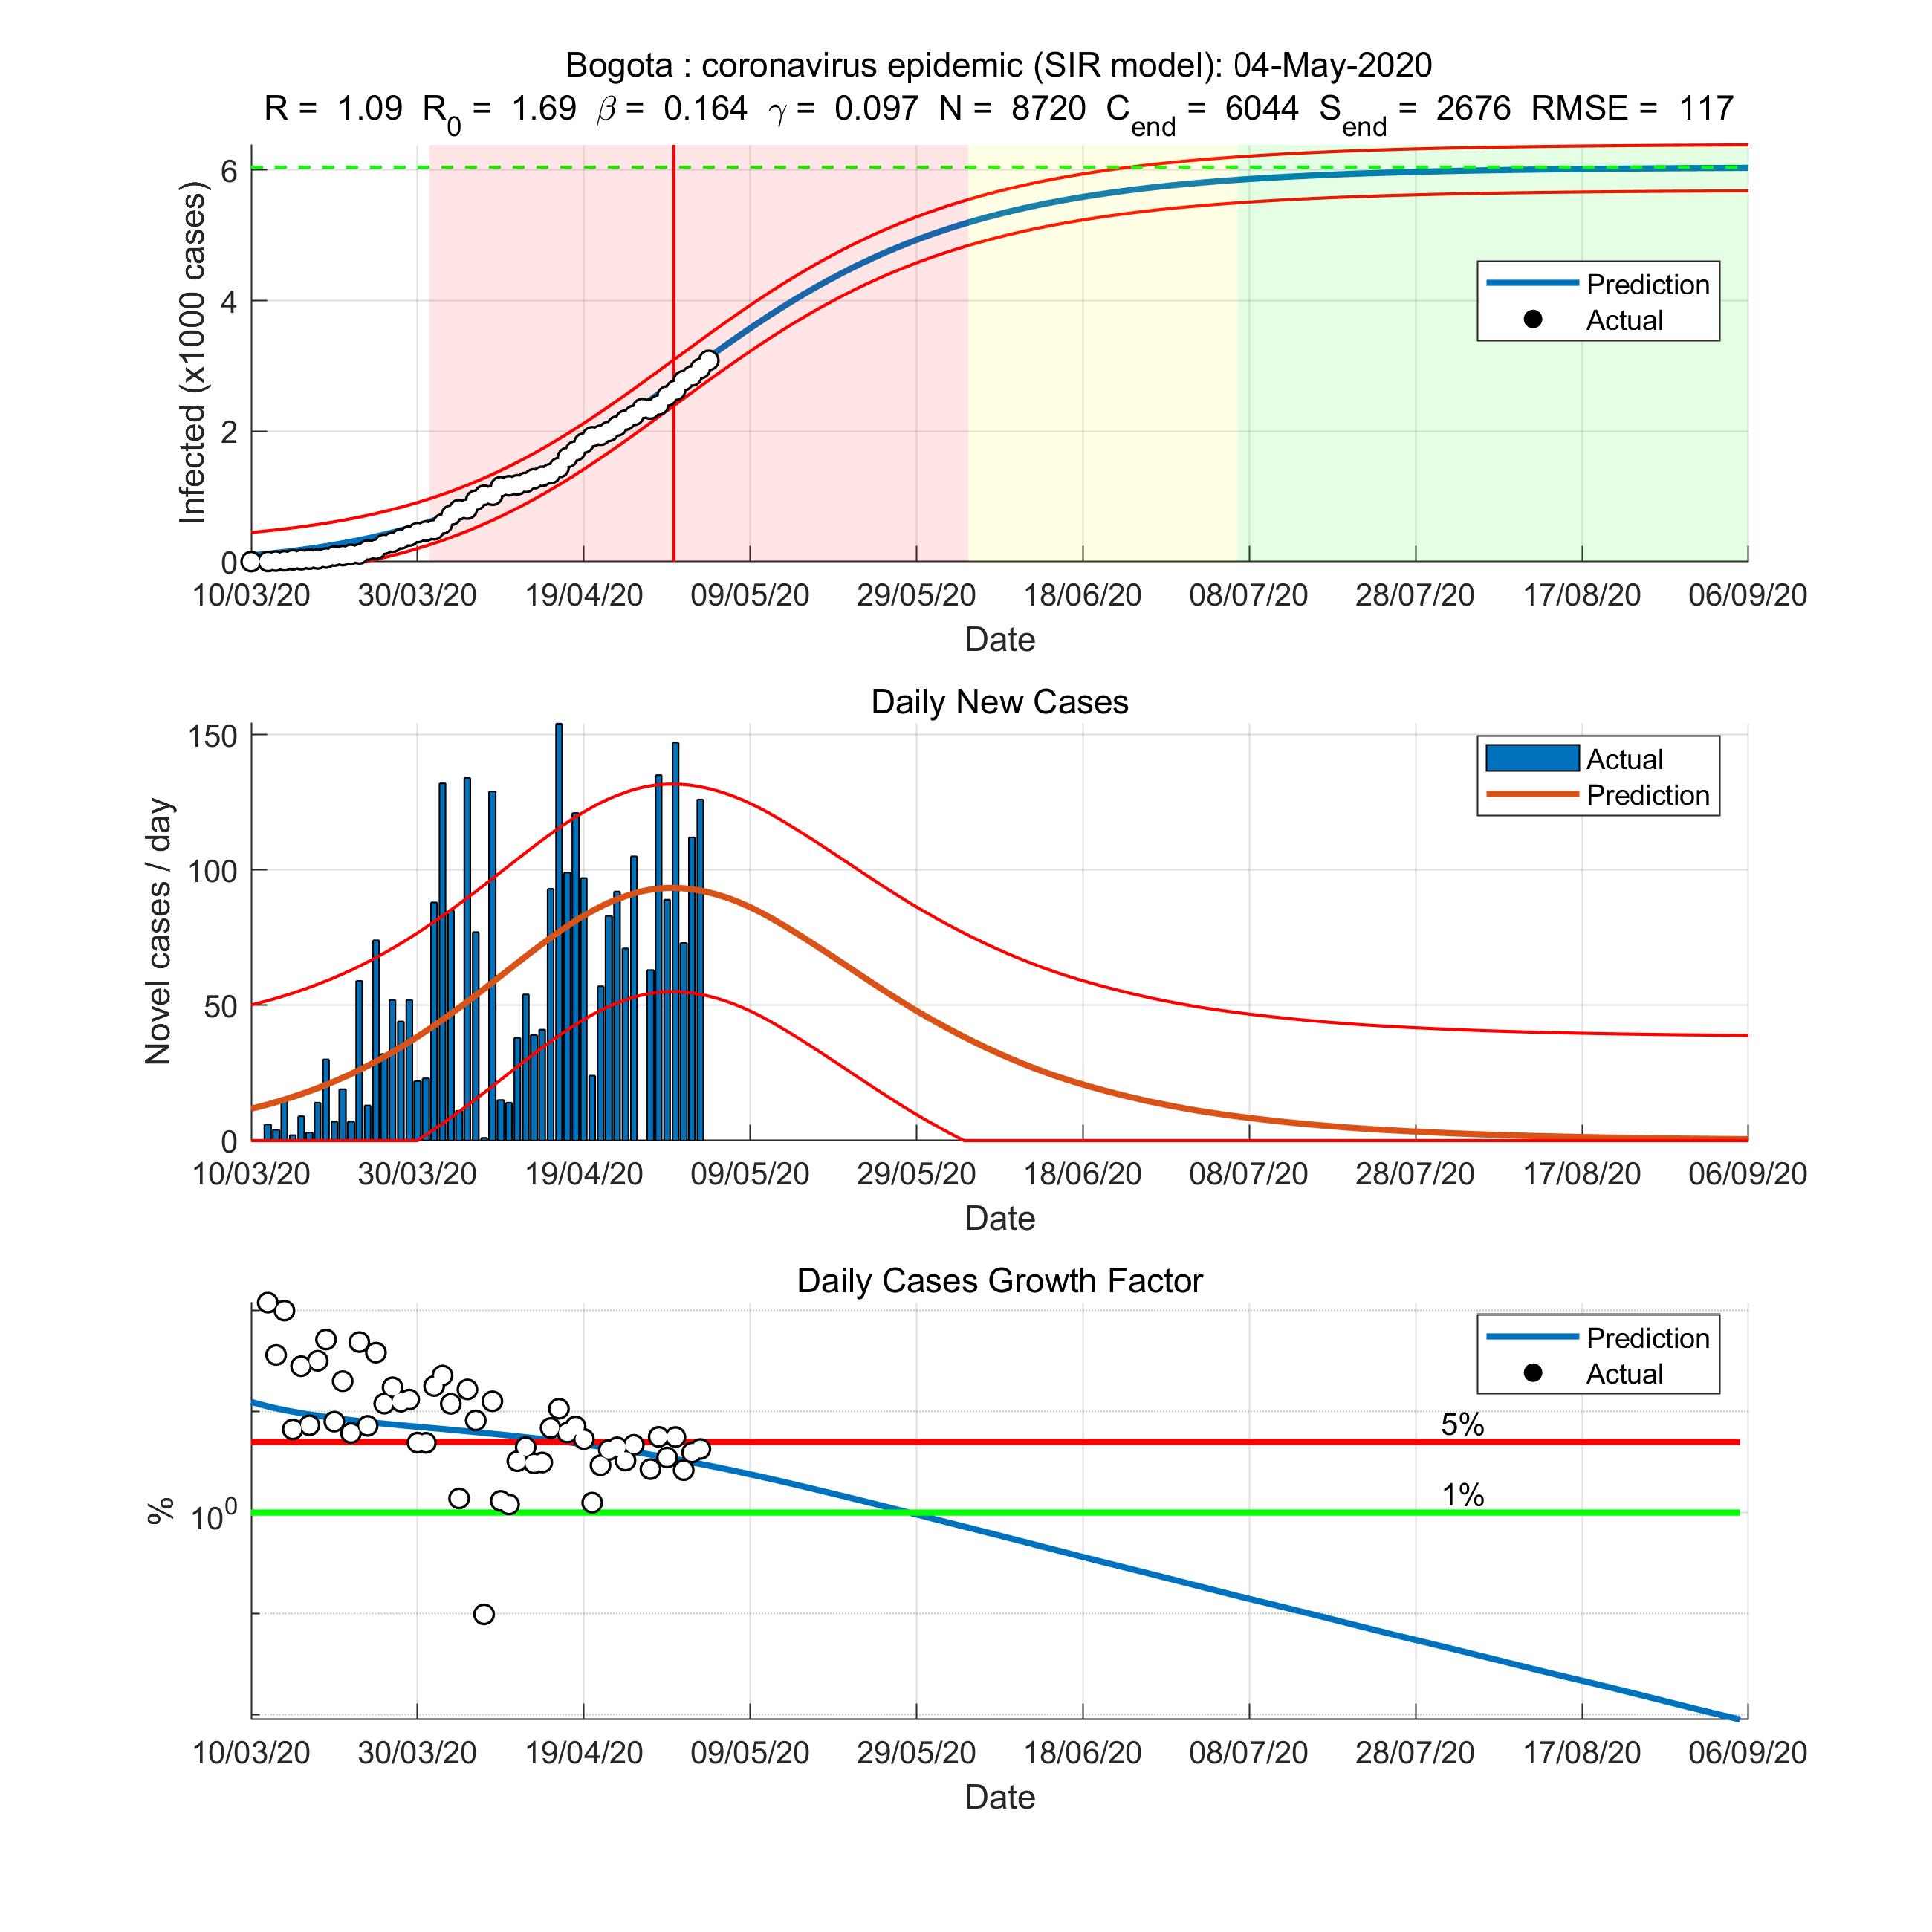 Bogota : coronavirus epidemic (SIR model): 04-May-2020
R = 1.09 R0 = 1.69 β = 0.164 γ = 0.097 N = 8720 Cend = 6044 Send = 2676 RMSE = 117
Infected (x1000 cases)
6
4
2
0
Prediction
Actual
10/03/20 30/03/20 19/04/20 09/05/20 29/05/20 18/06/20 08/07/20 28/07/20 17/08/20 06/09/20
Date
Daily New Cases
Novel cases / day
150
100
50
0
Actual
Prediction
10/03/20 30/03/20 19/04/20 09/05/20 29/05/20 18/06/20 08/07/20 28/07/20 17/08/20 06/09/20
Date
Daily Cases Growth Factor
%
10^0
Prediction
Actual
5%
1%
10/03/20 30/03/20 19/04/20 09/05/20 29/05/20 18/06/20 08/07/20 28/07/20 17/08/20 06/09/20
Date